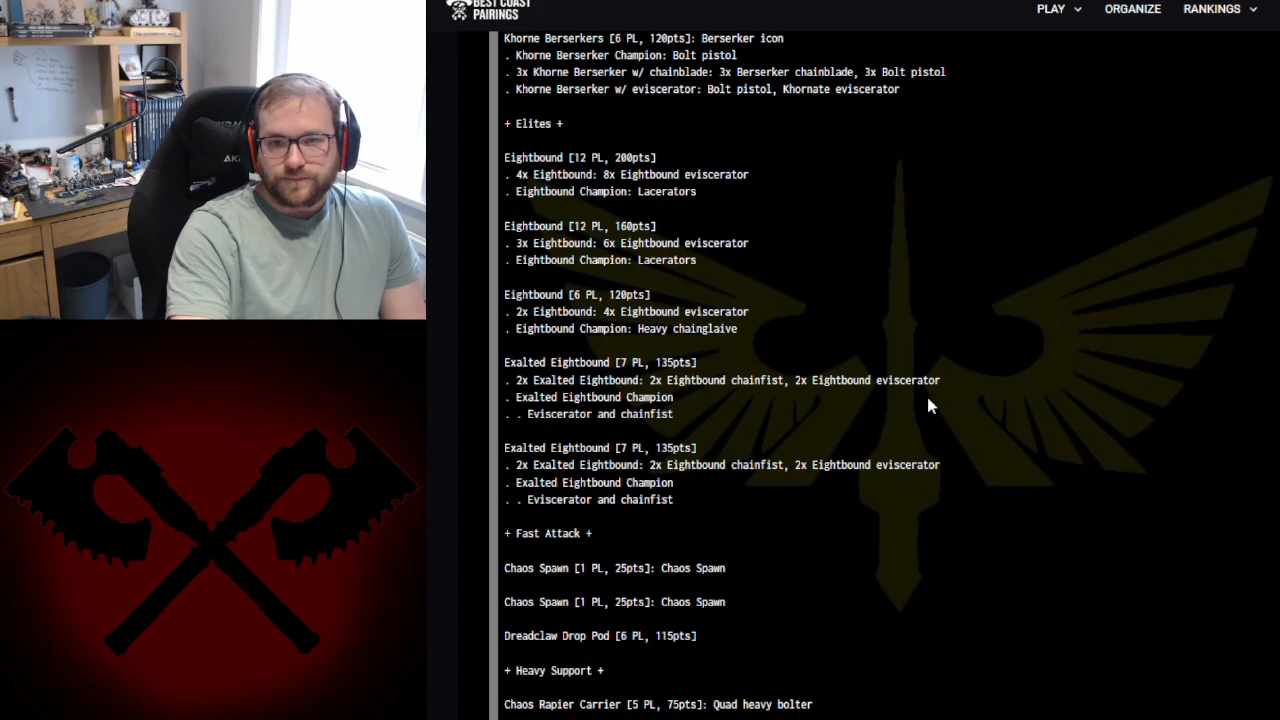 BEST COAST
PAIRINGS
PLAY
ORGANIZE
RANKINGS
Khorne Berserkers [6 PL, 120pts]: Berserker icon
. Khorne Berserker Champion: Bolt pistol
. 3x Khorne Berserker w/ chainblade: 3x Berserker chainblade, 3x Bolt pistol
. Khorne Berserker w/ eviscerator: Bolt pistol, Khornate eviscerator
+ Elites +
Eightbound [12 PL, 200pts]
. 4x Eightbound: 8x Eightbound eviscerator
. Eightbound Champion: Lacerators
Eightbound [12 PL, 160pts]
. 3x Eightbound: 6x Eightbound eviscerator
. Eightbound Champion: Lacerators
Eightbound [6 PL, 120pts]
. 2x Eightbound: 4x Eightbound eviscerator
. Eightbound Champion: Heavy chainglaive
Exalted Eightbound [7 PL, 135pts]
. 2x Exalted Eightbound: 2x Eightbound chainfist, 2x Eightbound eviscerator
. Exalted Eightbound Champion
. . Eviscerator and chainfist
Exalted Eightbound [7 PL, 135pts]
. 2x Exalted Eightbound: 2x Eightbound chainfist, 2x Eightbound eviscerator
. Exalted Eightbound Champion
. . Eviscerator and chainfist
+ Fast Attack +
Chaos Spawn [1 PL, 25pts]: Chaos Spawn
Chaos Spawn [1 PL, 25pts]: Chaos Spawn
Dreadclaw Drop Pod [6 PL, 115pts]
+ Heavy Support +
Chaos Rapier Carrier [5 PL, 75pts]: Quad heavy bolter